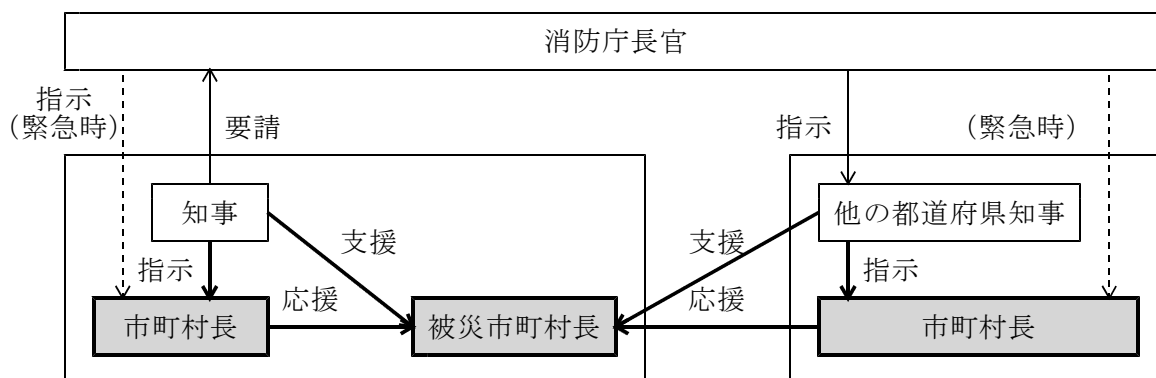 消防庁長官
指示
（緊急時）
要請
指示
（緊急時）
知事
他の都道府県知事
支援
支援
指示
指示
応援
応援
市町村長
被災市町村長
市町村長